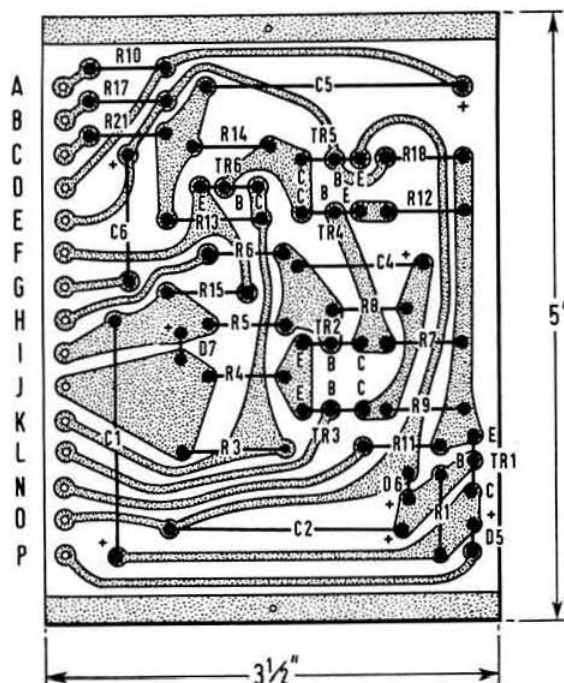 R10
A
C5
R17
+
B
R21
C
R14
TR5
R18
+
TR6
C
B
E
D
E
B
C
C
B
E
R12
E
R13
TR4
C6
F
R6
+
C4
G
R15
R8
H
+
R5
TR2
R7
I
D7
E
B
C
J
R4
E
B
C
K
TR3
R9
C1
R3
R11
E
L
B
TR1
N
D6
C
+
R1
+
O
C2
+
D5
P
+
5"
3½"